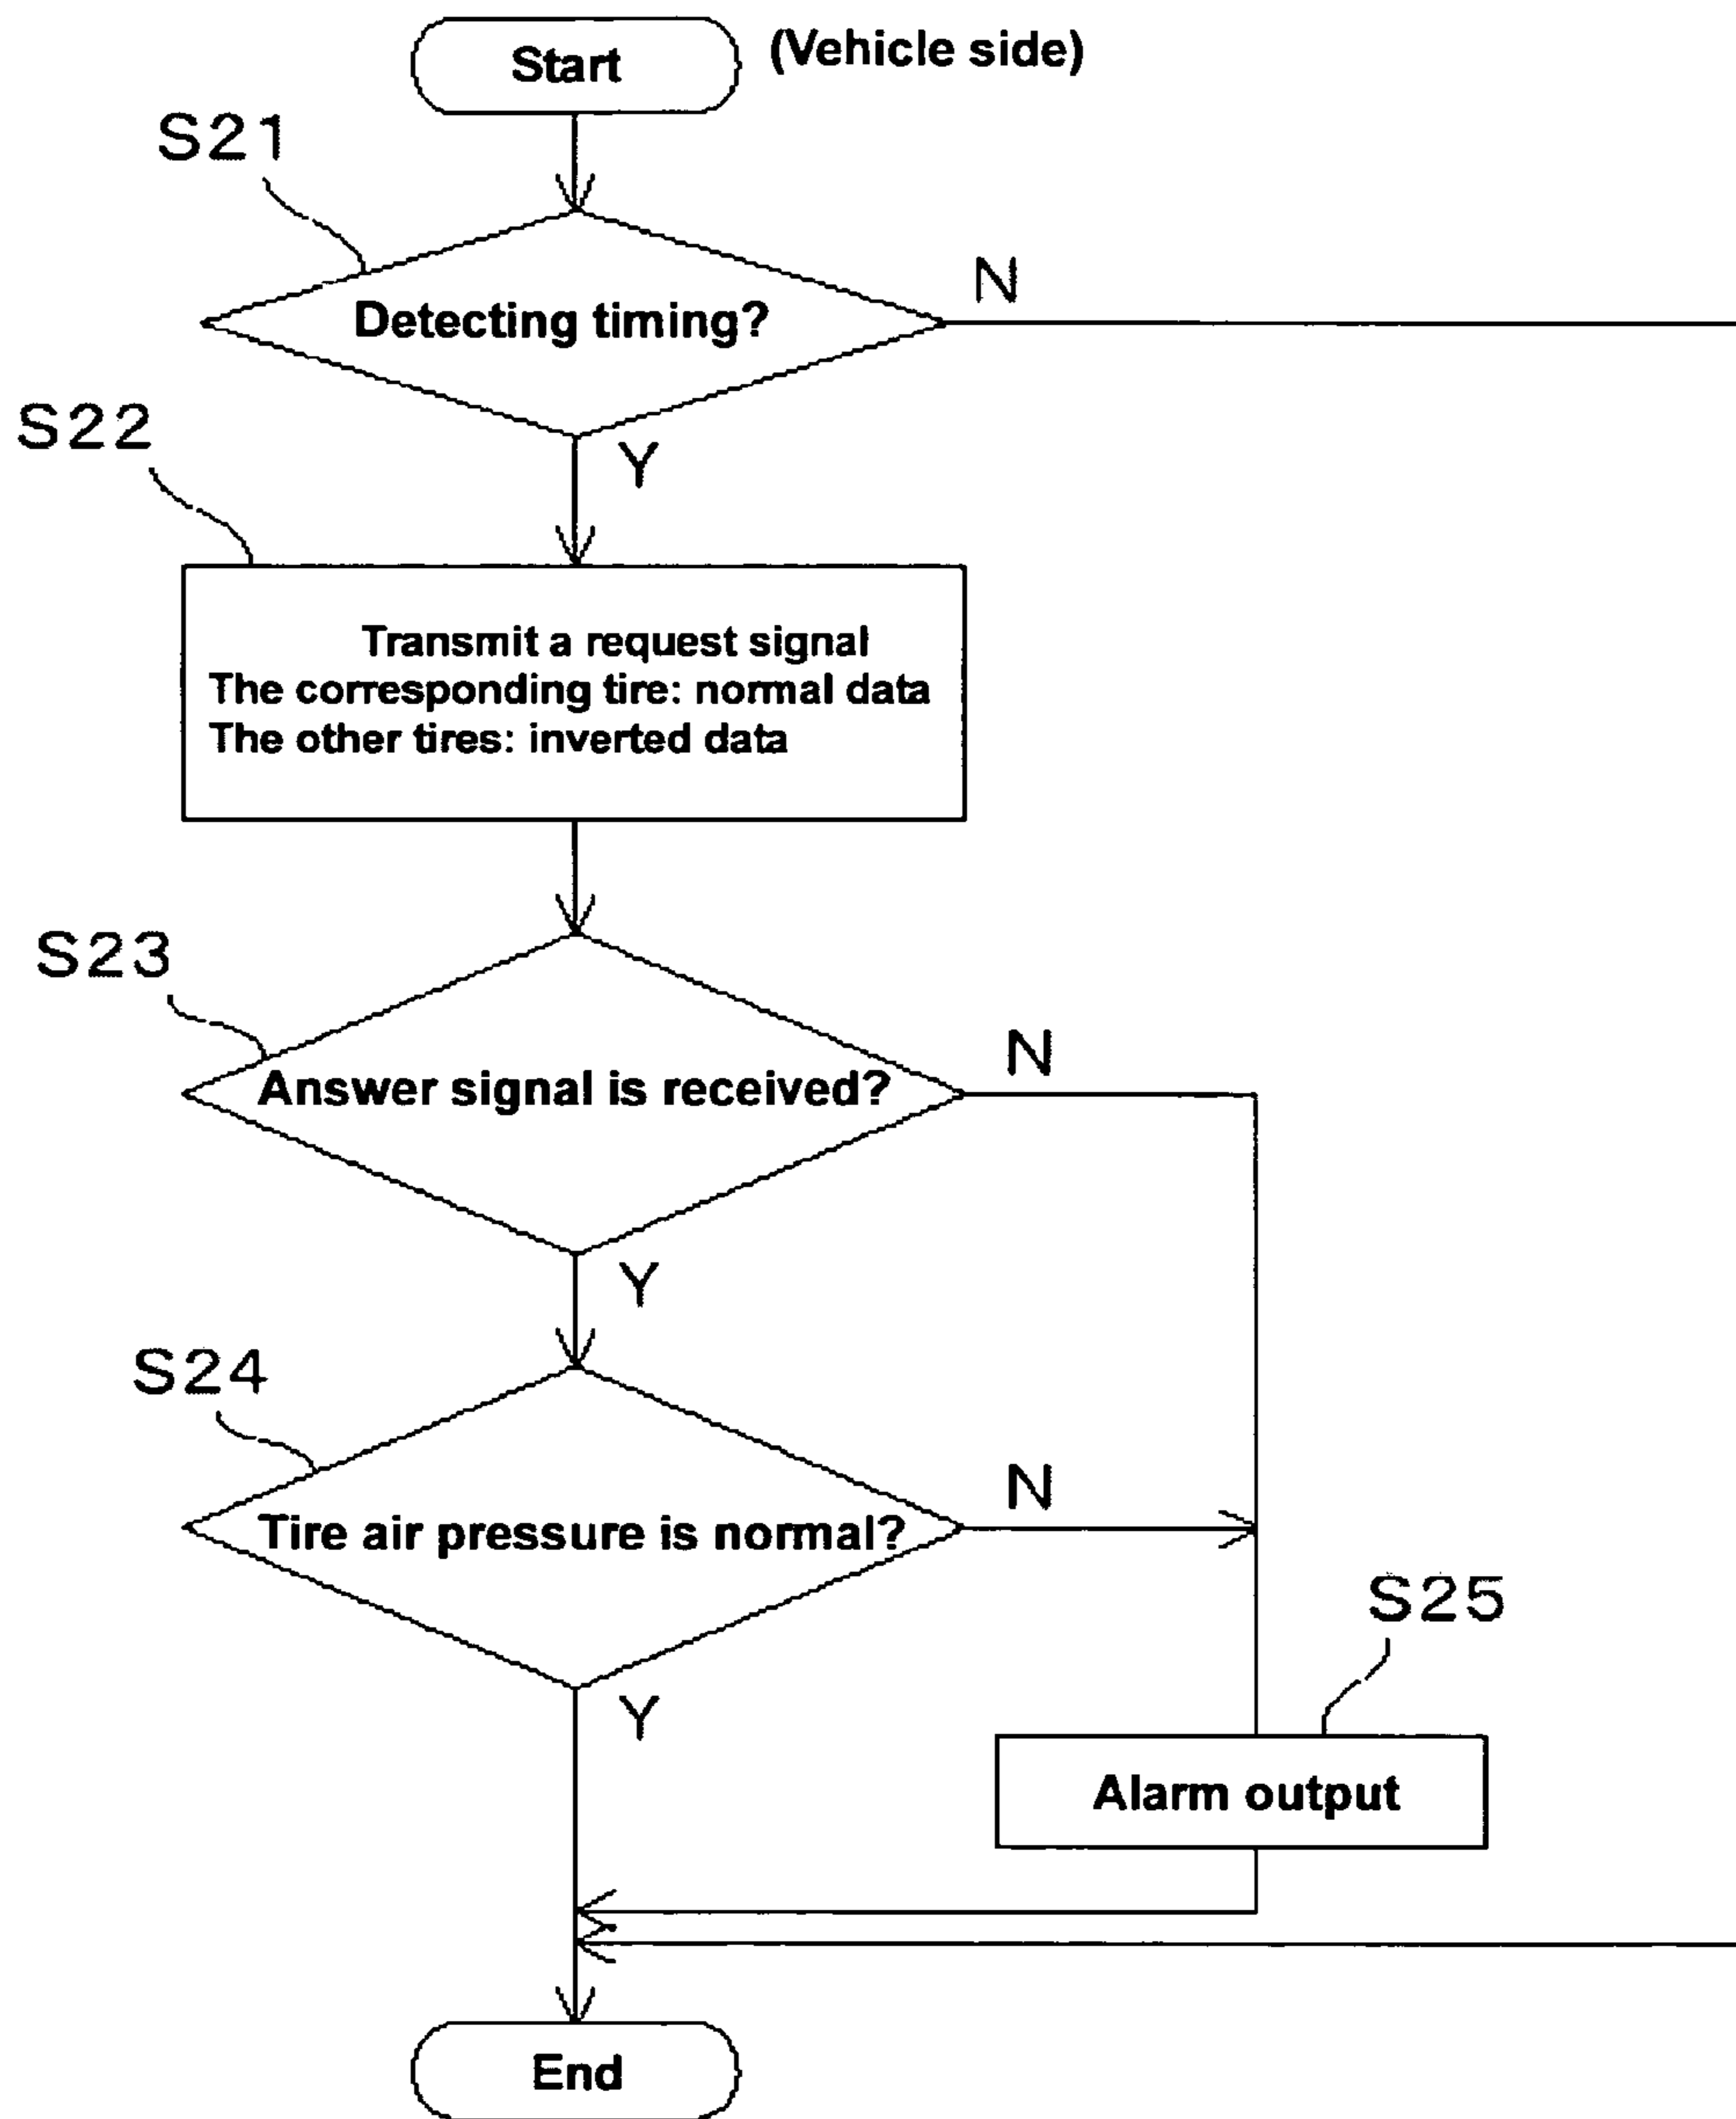 Start
(Vehicle side)
S21
Detecting timing?
N
Y
S22
Transmit a request signal
The corresponding tire: normal data
The other tires: inverted data
S23
Answer signal is received?
N
Y
S24
Tire air pressure is normal?
N
Y
S25
Alarm output
End